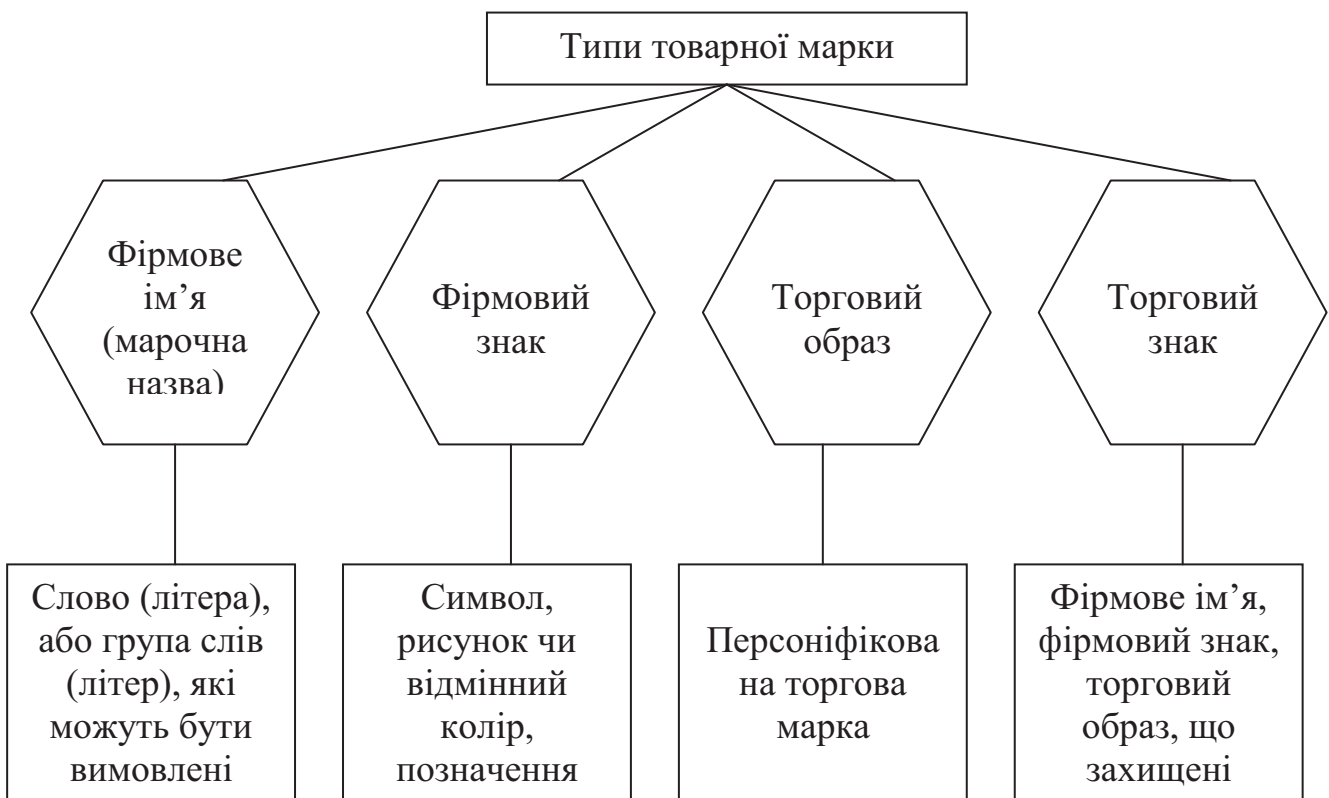 Типи товарної марки
Фірмове
ім’я
(марочна
назва)
Фірмовий
знак
Торговий
образ
Торговий
знак
Слово (літера),
або група слів
(літер), які
можуть бути
вимовлені
Символ,
рисунок чи
відмінний
колір,
позначення
Персоніфікова
на торгова
марка
Фірмове ім’я,
фірмовий знак,
торговий
образ, що
захищені